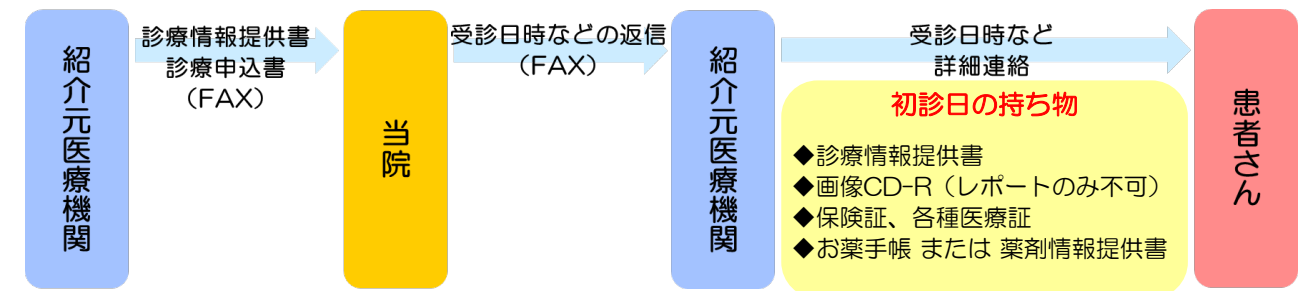 紹介元医療機関
診療情報提供書
診療申込書
（FAX）
当院
受診日時などの返信
（FAX）
紹介元医療機関
受診日時など
詳細連絡
初診日の持ち物
◆診療情報提供書
◆画像CD-R（レポートのみ不可）
◆保険証、各種医療証
◆お薬手帳 または 薬剤情報提供書
患者さん